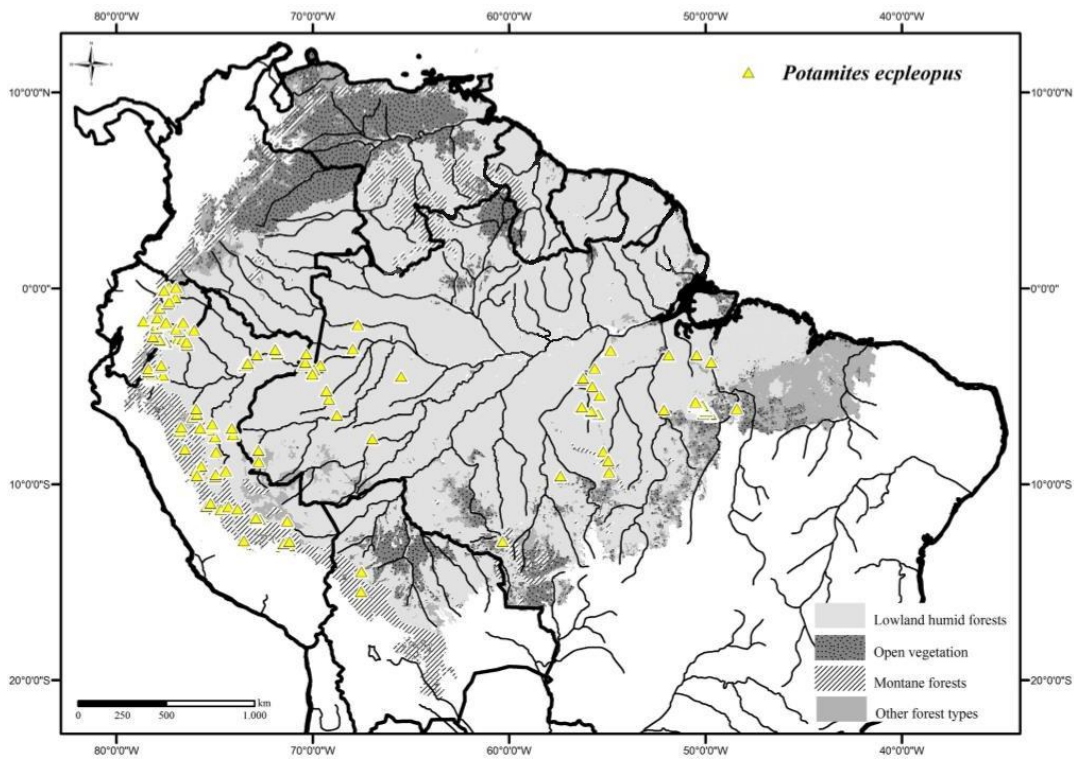 80°0'0"W 70°0'0"W 60°0'0"W 50°0'0"W 40°0'0"W
Potamites ecpleopus
10°0'0"N 10°0'0"N
0°0'0" 0°0'0"
10°0'0"S 10°0'0"S
Lowland humid forests
Open vegetation
20°0'0"S Montane forests 20°0'0"S
0 250 500 1.000 km
Other forest types
80°0'0"W 70°0'0"W 60°0'0"W 50°0'0"W 40°0'0"W